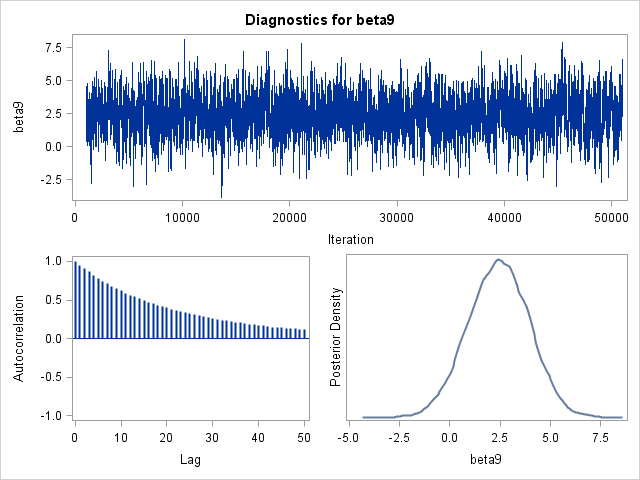 Diagnostics for beta9
beta9
7.5
5.0
2.5
0.0
-2.5
0 10000 20000 30000 40000 50000
Iteration
Autocorrelation
1.0
0.5
0.0
-0.5
-1.0
0 10 20 30 40 50
Lag
Posterior Density
-5.0 -2.5 0.0 2.5 5.0 7.5
beta9